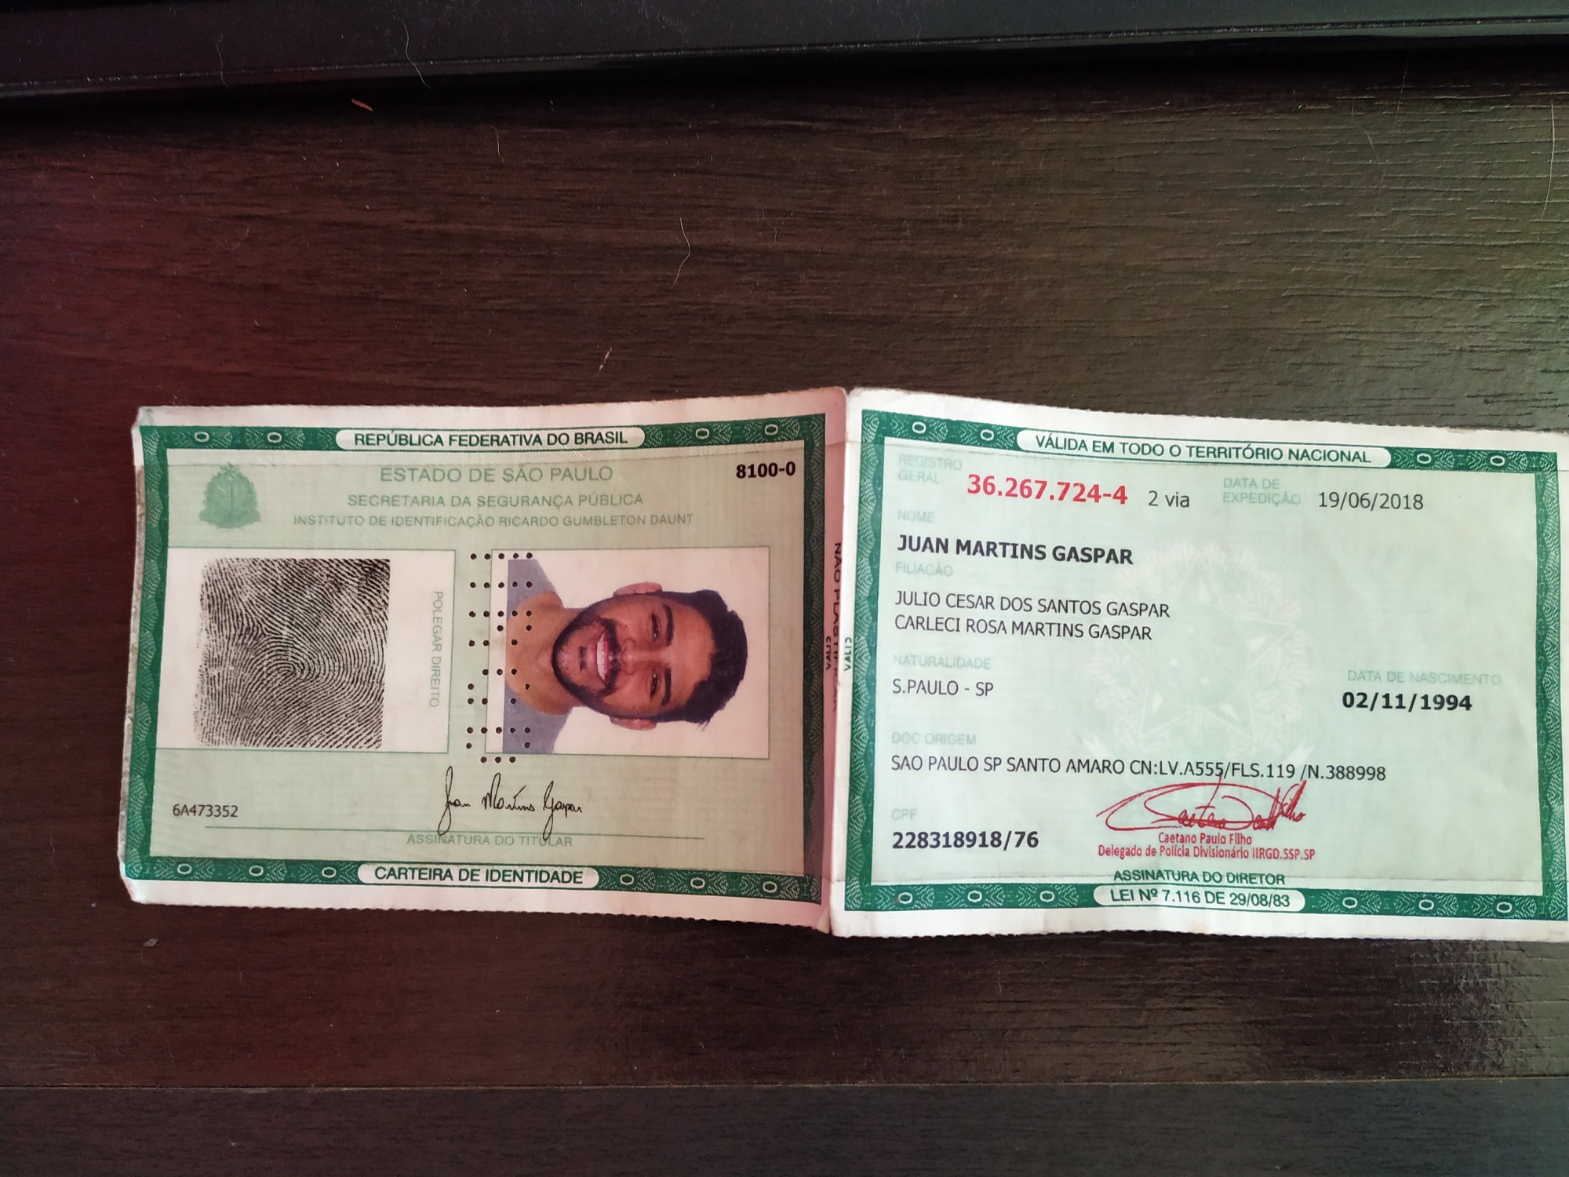 REPÚBLICA FEDERATIVA DO BRASIL
ESTADO DE SÃO PAULO
SECRETARIA DA SEGURANÇA PÚBLICA
INSTITUTO DE IDENTIFICAÇÃO RICARDO GUMBLETON DAUNT
8100-0
POLEGAR DIREITO
Juan Martins Gaspar
ASSINATURA DO TITULAR
6A473352
CARTEIRA DE IDENTIDADE
NÃO PLASTIFICAR
VÁLIDA EM TODO O TERRITÓRIO NACIONAL
REGISTRO GERAL 36.267.724-4 2 via DATA DE EXPEDIÇÃO 19/06/2018
NOME
JUAN MARTINS GASPAR
FILIAÇÃO
JULIO CESAR DOS SANTOS GASPAR
CARLECI ROSA MARTINS GASPAR
NATURALIDADE DATA DE NASCIMENTO
S.PAULO - SP 02/11/1994
DOC ORIGEM
SAO PAULO SP SANTO AMARO CN:LV.A555/FLS.119 /N.388998
CPF
228318918/76
Caetano Paulo Filho
Delegado de Polícia Divisionário IIRGD.SSP.SP
ASSINATURA DO DIRETOR
LEI Nº 7.116 DE 29/08/83